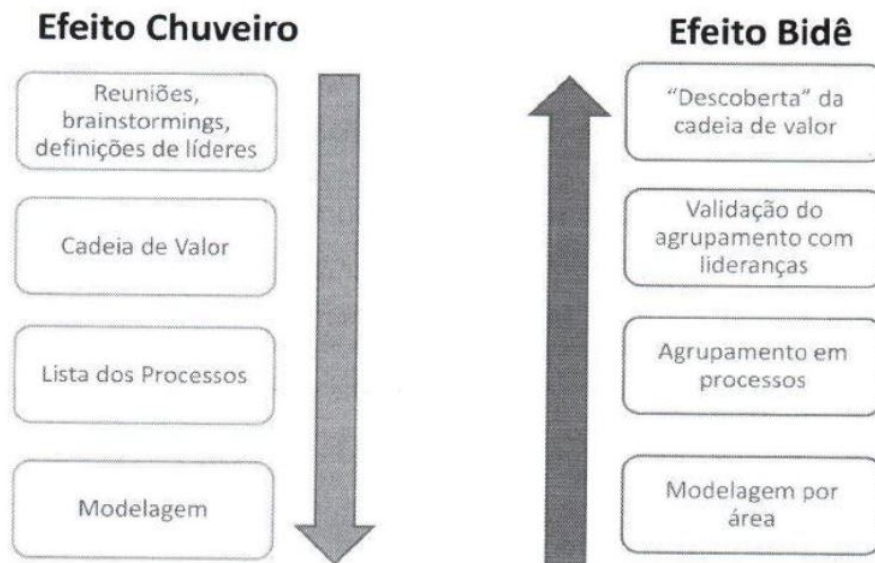 Efeito Chuveiro
Reuniões,
brainstormings,
definições de líderes
Cadeia de Valor
Lista dos Processos
Modelagem
Efeito Bidê
“Descoberta” da
cadeia de valor
Validação do
agrupamento com
lideranças
Agrupamento em
processos
Modelagem por
área